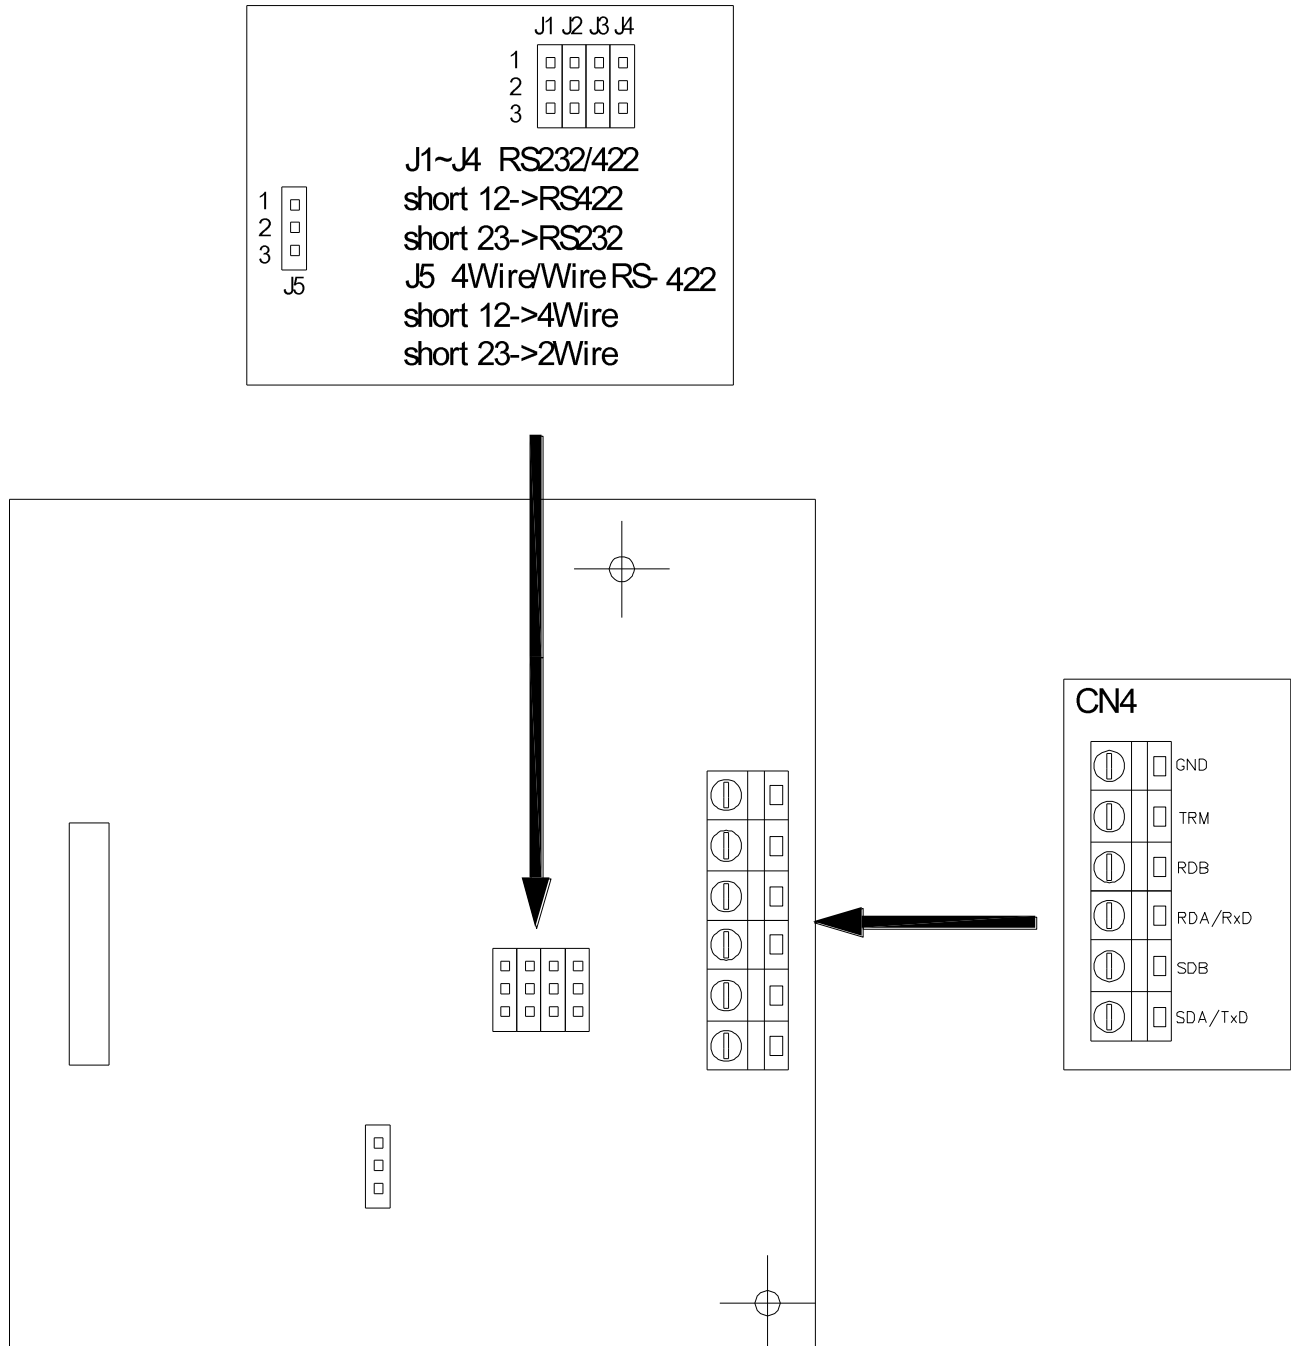 J1 J2 J3 J4
1
2
3
J1~J4 RS232/422
short 12->RS422
short 23->RS232
J5 4Wire/Wire RS-422
short 12->4Wire
short 23->2Wire
1
2
3
J5
CN4
GND
TRM
RDB
RDA/RxD
SDB
SDA/TxD